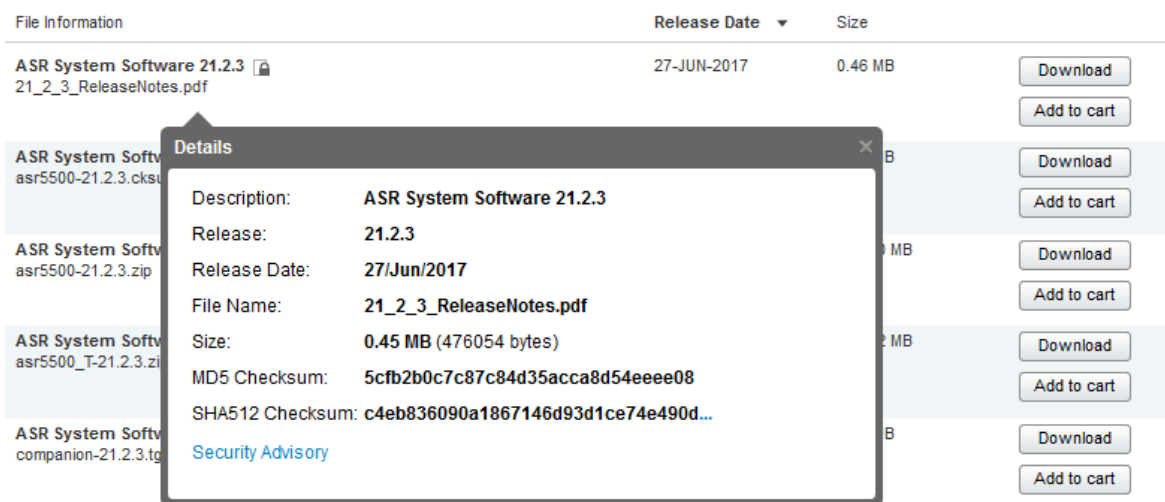 File Information Release Date Size
ASR System Software 21.2.3 27-JUN-2017 0.46 MB Download
21_2_3_ReleaseNotes.pdf
Add to cart
Details ×
ASR System Softw B Download
asr5500-21.2.3.cksu
Description: ASR System Software 21.2.3 Add to cart
Release: 21.2.3
ASR System Softw MB Download
asr5500-21.2.3.zip Release Date: 27/Jun/2017
File Name: 21_2_3_ReleaseNotes.pdf Add to cart
ASR System Softw Size: 0.45 MB (476054 bytes) MB Download
asr5500_T-21.2.3.zi
MD5 Checksum: 5cfb2b0c7c87c84d35acca8d54eeee08 Add to cart
SHA512 Checksum: c4eb836090a1867146d93d1ce74e490d...
ASR System Softw B Download
companion-21.2.3.tg Security Advisory
Add to cart